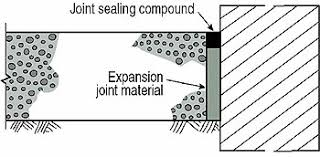 Joint sealing compound
Expansion
joint material